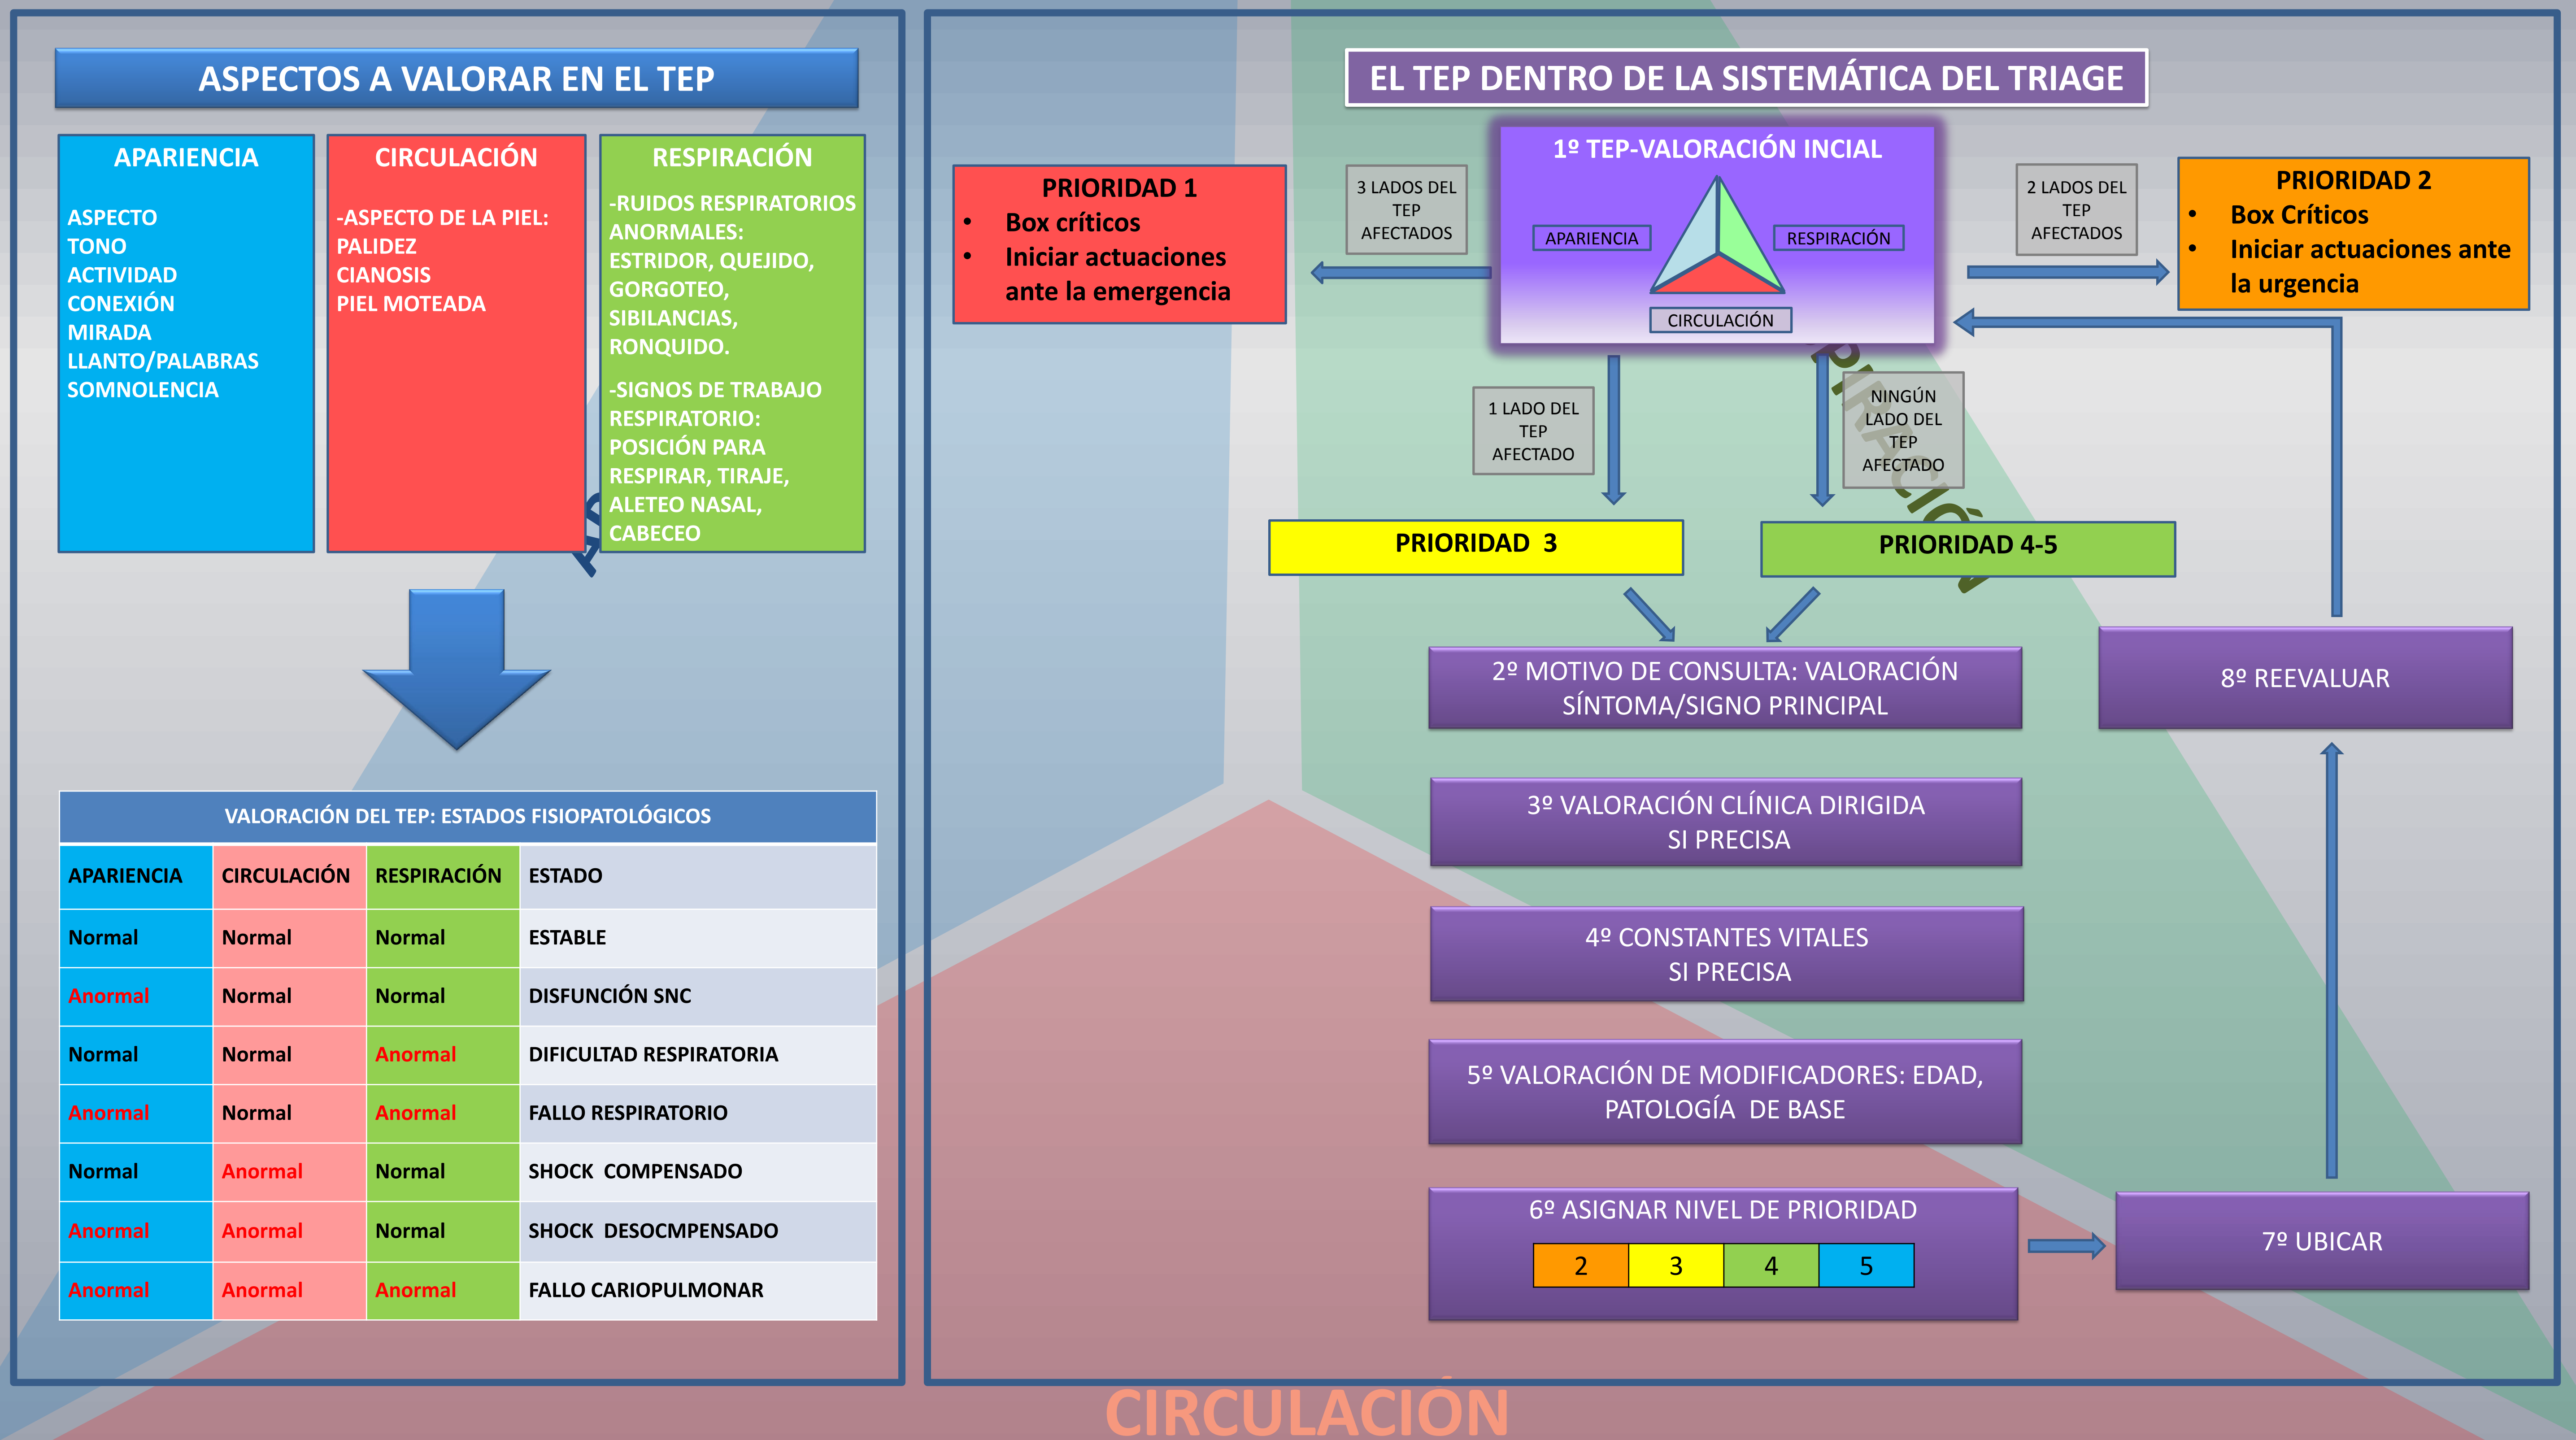 ASPECTOS A VALORAR EN EL TEP
APARIENCIA
ASPECTO
TONO
ACTIVIDAD
CONEXIÓN
MIRADA
LLANTO/PALABRAS
SOMNOLENCIA
CIRCULACIÓN
-ASPECTO DE LA PIEL:
PALIDEZ
CIANOSIS
PIEL MOTEADA
RESPIRACIÓN
-RUIDOS RESPIRATORIOS
ANORMALES:
ESTRIDOR, QUEJIDO,
GORGOTEO,
SIBILANCIAS,
RONQUIDO.
-SIGNOS DE TRABAJO
RESPIRATORIO:
POSICIÓN PARA
RESPIRAR, TIRAJE,
ALETEO NASAL,
CABECEO
VALORACIÓN DEL TEP: ESTADOS FISIOPATOLÓGICOS
APARIENCIA CIRCULACIÓN RESPIRACIÓN ESTADO
Normal Normal Normal ESTABLE
Anormal Normal Normal DISFUNCIÓN SNC
Normal Normal Anormal DIFICULTAD RESPIRATORIA
Anormal Normal Anormal FALLO RESPIRATORIO
Normal Anormal Normal SHOCK COMPENSADO
Anormal Anormal Normal SHOCK DESOCMPENSADO
Anormal Anormal Anormal FALLO CARIOPULMONAR
EL TEP DENTRO DE LA SISTEMÁTICA DEL TRIAGE
PRIORIDAD 1
• Box críticos
• Iniciar actuaciones
ante la emergencia
3 LADOS DEL
TEP
AFECTADOS
1º TEP-VALORACIÓN INCIAL
APARIENCIA
RESPIRACIÓN
CIRCULACIÓN
2 LADOS DEL
TEP
AFECTADOS
PRIORIDAD 2
• Box Críticos
• Iniciar actuaciones ante
la urgencia
1 LADO DEL
TEP
AFECTADO
NINGÚN
LADO DEL
TEP
AFECTADO
PRIORIDAD 3
PRIORIDAD 4-5
2º MOTIVO DE CONSULTA: VALORACIÓN
SÍNTOMA/SIGNO PRINCIPAL
3º VALORACIÓN CLÍNICA DIRIGIDA
SI PRECISA
4º CONSTANTES VITALES
SI PRECISA
5º VALORACIÓN DE MODIFICADORES: EDAD,
PATOLOGÍA DE BASE
6º ASIGNAR NIVEL DE PRIORIDAD
2 3 4 5
7º UBICAR
8º REEVALUAR
CIRCULACIÓN